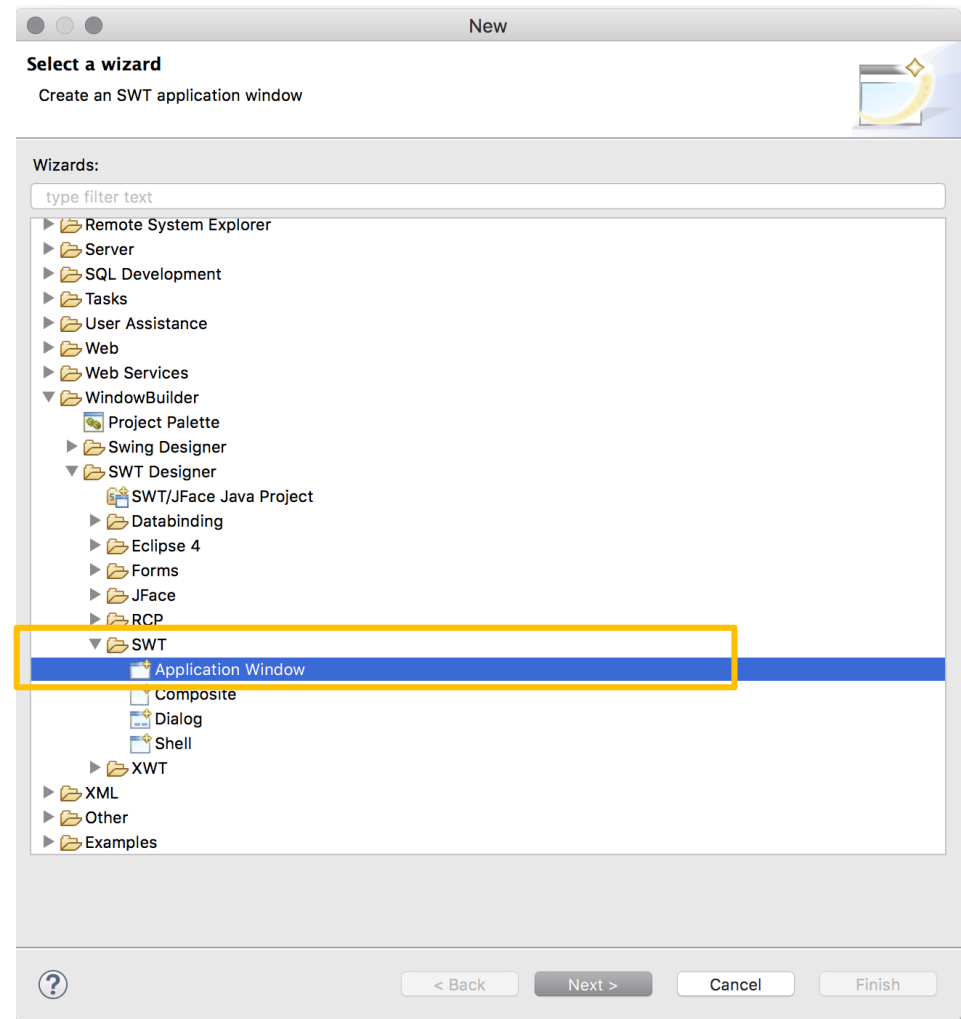 New
Select a wizard
Create an SWT application window
Wizards:
type filter text
Remote System Explorer
Server
SQL Development
Tasks
User Assistance
Web
Web Services
WindowBuilder
Project Palette
Swing Designer
SWT Designer
SWT/JFace Java Project
Databinding
Eclipse 4
Forms
JFace
RCP
SWT
Application Window
Composite
Dialog
Shell
XWT
XML
Other
Examples
? < Back Next > Cancel Finish